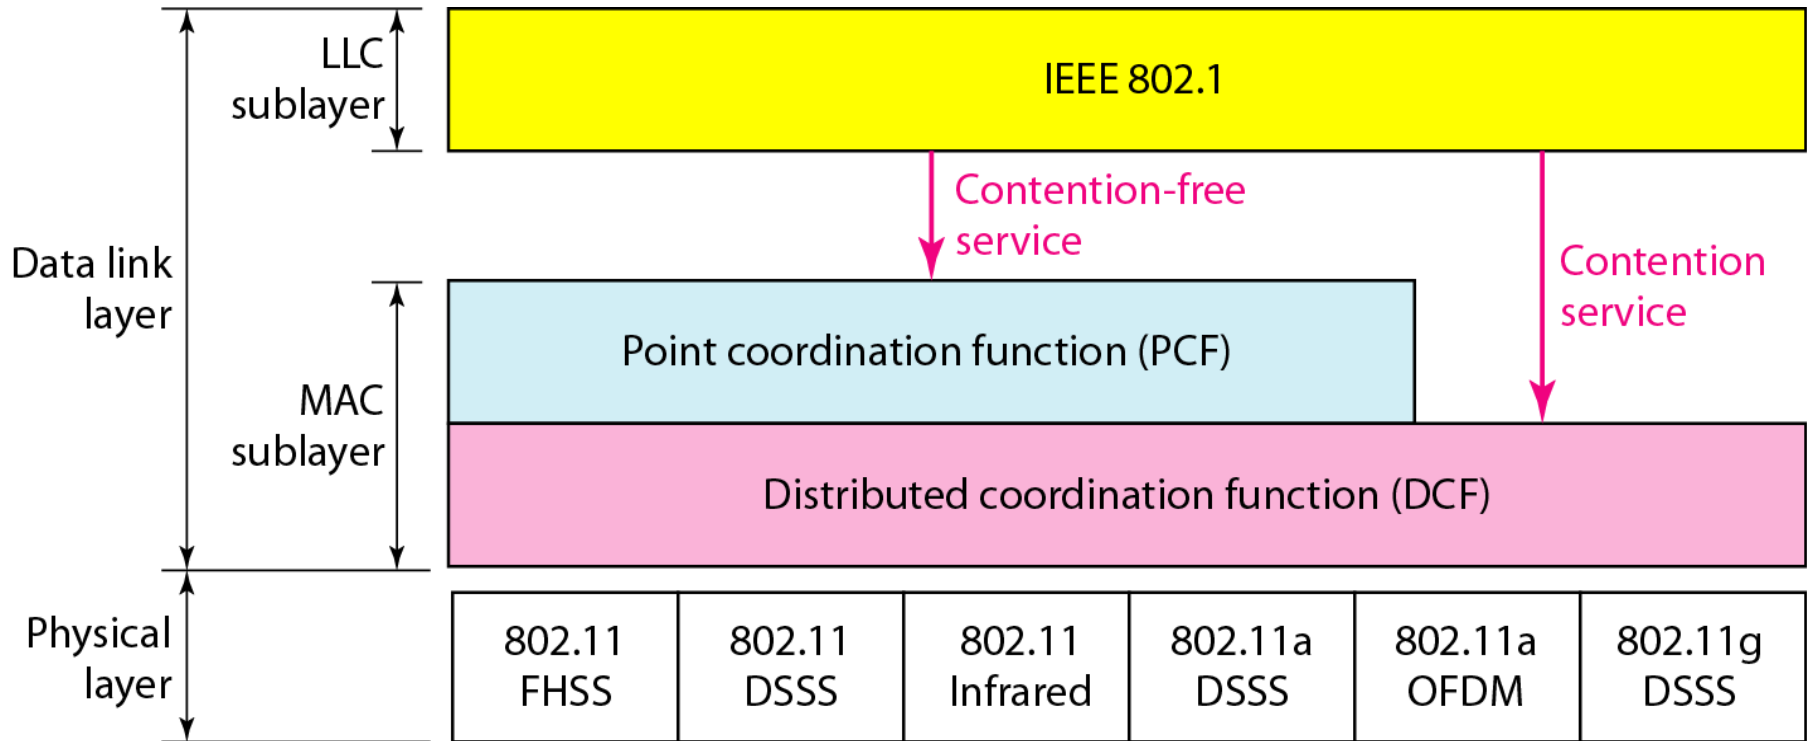 LLC
sublayer
IEEE 802.1
Contention-free
service
Contention
service
Data link
layer
Point coordination function (PCF)
MAC
sublayer
Distributed coordination function (DCF)
Physical
layer
802.11
FHSS
802.11
DSSS
802.11
Infrared
802.11a
DSSS
802.11a
OFDM
802.11g
DSSS